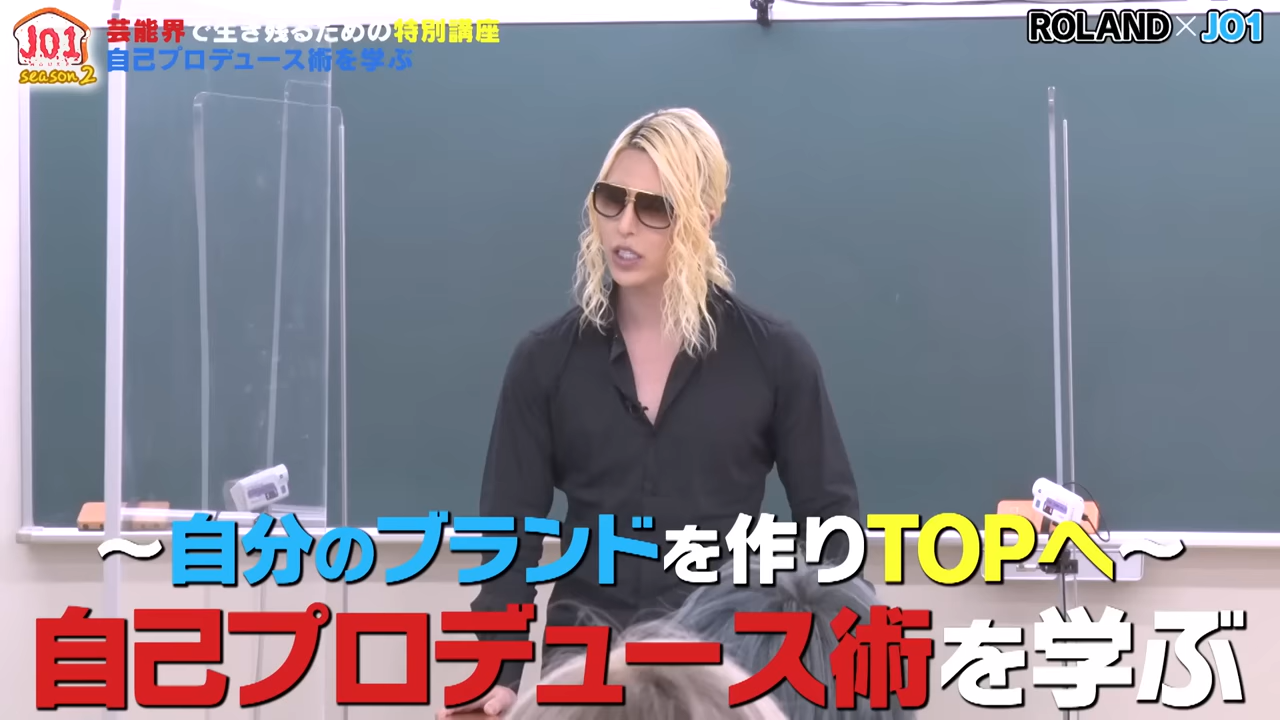 JO1
HOUSE
season2
芸能界で生き残るための特別講座
自己プロデュース術を学ぶ
ROLAND×JO1
～自分のブランドを作りTOPへ～
自己プロデュース術を学ぶ